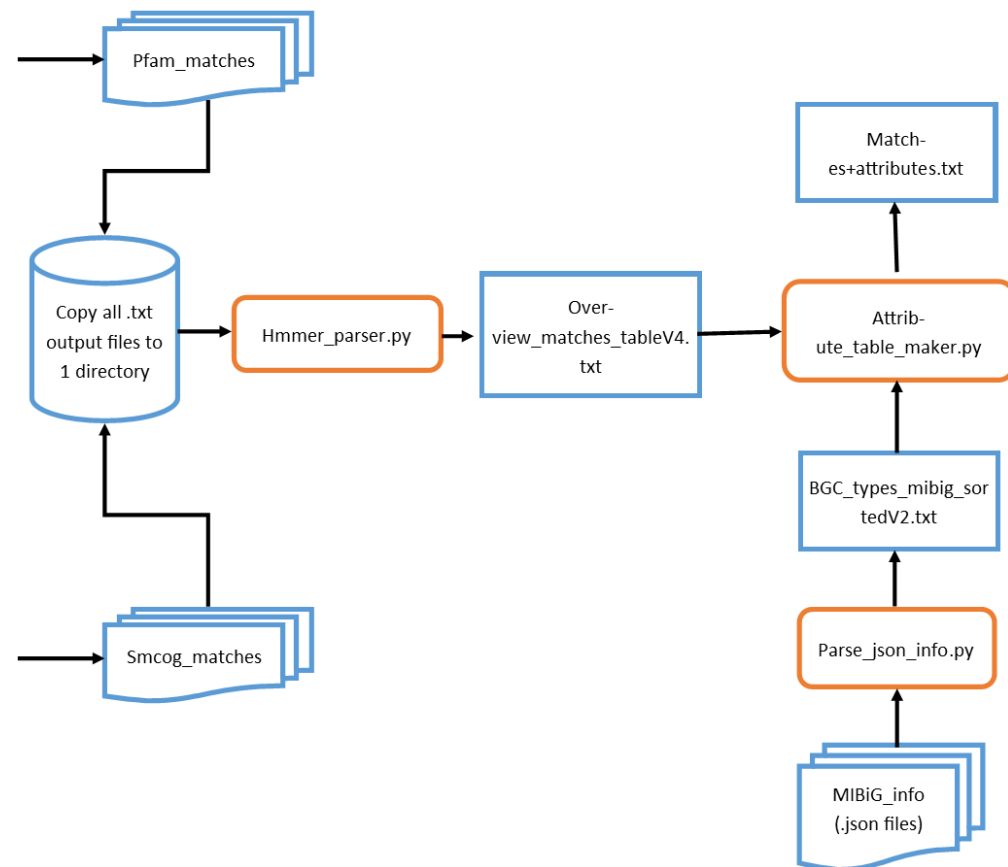 Pfam_matches
Match-
es+attributes.txt
Copy all .txt
output files to
1 directory
Hmmer_parser.py
Over-
view_matches_tableV4.
txt
Attrib-
ute_table_maker.py
BGC_types_mibig_sor
tedV2.txt
Smcog_matches
Parse_json_info.py
MIBiG_info
(.json files)